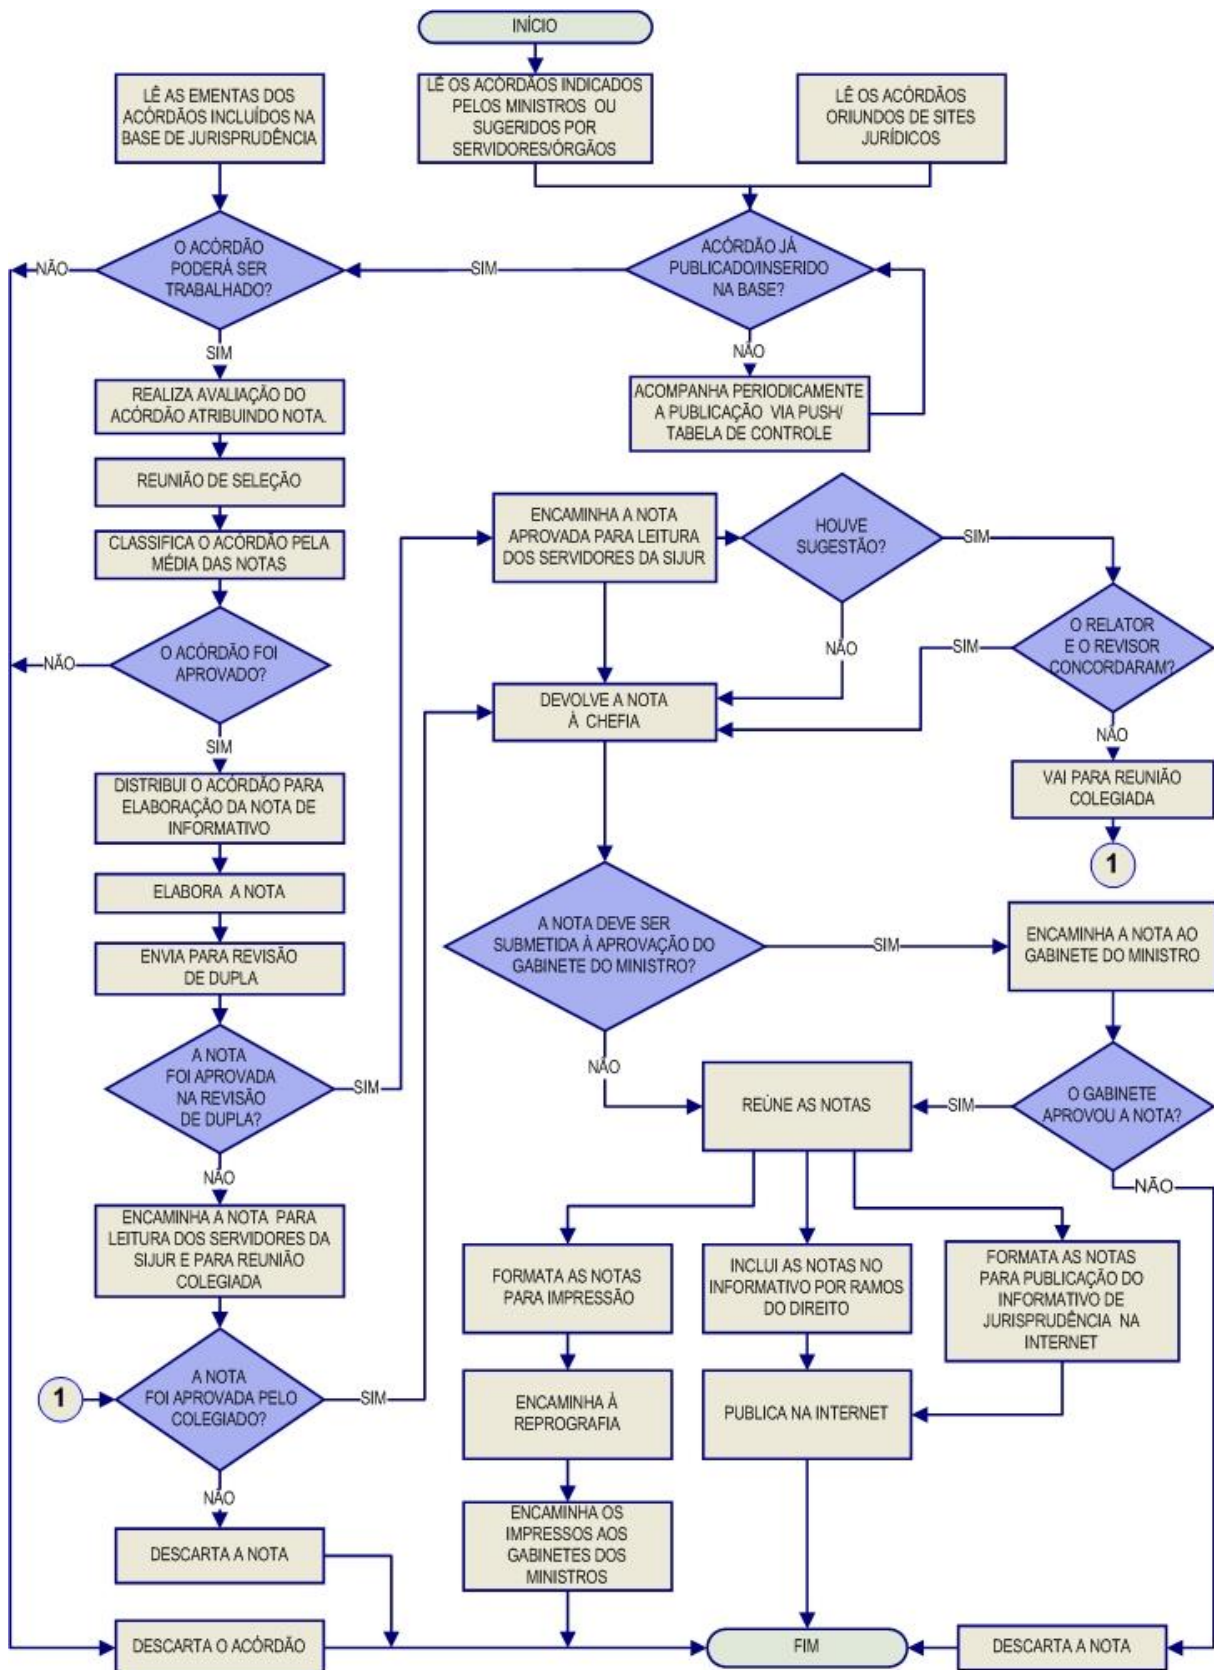 INÍCIO
LÊ AS EMENTAS DOS
ACÓRDÃOS INCLUÍDOS NA
BASE DE JURISPRUDÊNCIA
LÊ OS ACÓRDÃOS INDICADOS
PELOS MINISTROS OU
SUGERIDOS POR
SERVIDORES/ÓRGÃOS
LÊ OS ACÓRDÃOS
ORIUNDOS DE SITES
JURÍDICOS
O ACÓRDÃO
PODERÁ SER
TRABALHADO?
NÃO
SIM
ACÓRDÃO JÁ
PUBLICADO/INSERIDO
NA BASE?
SIM
NÃO
ACOMPANHA PERIODICAMENTE
A PUBLICAÇÃO VIA PUSH/
TABELA DE CONTROLE
REALIZA AVALIAÇÃO DO
ACÓRDÃO ATRIBUINDO NOTA.
REUNIÃO DE SELEÇÃO
CLASSIFICA O ACÓRDÃO PELA
MÉDIA DAS NOTAS
O ACÓRDÃO FOI
APROVADO?
NÃO
SIM
DISTRIBUI O ACÓRDÃO PARA
ELABORAÇÃO DA NOTA DE
INFORMATIVO
ELABORA A NOTA
ENVIA PARA REVISÃO
DE DUPLA
A NOTA
FOI APROVADA
NA REVISÃO
DE DUPLA?
SIM
NÃO
ENCAMINHA A NOTA PARA
LEITURA DOS SERVIDORES DA
SIJUR E PARA REUNIÃO
COLEGIADA
1
A NOTA
FOI APROVADA PELO
COLEGIADO?
SIM
NÃO
DESCARTA A NOTA
DESCARTA O ACÓRDÃO
ENCAMINHA A NOTA
APROVADA PARA LEITURA
DOS SERVIDORES DA SIJUR
HOUVE
SUGESTÃO?
SIM
NÃO
O RELATOR
E O REVISOR
CONCORDARAM?
SIM
NÃO
VAI PARA REUNIÃO
COLEGIADA
1
DEVOLVE A NOTA
À CHEFIA
A NOTA DEVE SER
SUBMETIDA À APROVAÇÃO DO
GABINETE DO MINISTRO?
SIM
NÃO
ENCAMINHA A NOTA AO
GABINETE DO MINISTRO
O GABINETE
APROVOU A NOTA?
SIM
NÃO
REÚNE AS NOTAS
FORMATA AS NOTAS
PARA IMPRESSÃO
INCLUI AS NOTAS NO
INFORMATIVO POR RAMOS
DO DIREITO
FORMATA AS NOTAS
PARA PUBLICAÇÃO DO
INFORMATIVO DE
JURISPRUDÊNCIA NA
INTERNET
ENCAMINHA À
REPROGRAFIA
PUBLICA NA INTERNET
ENCAMINHA OS
IMPRESSOS AOS
GABINETES DOS
MINISTROS
FIM
DESCARTA A NOTA